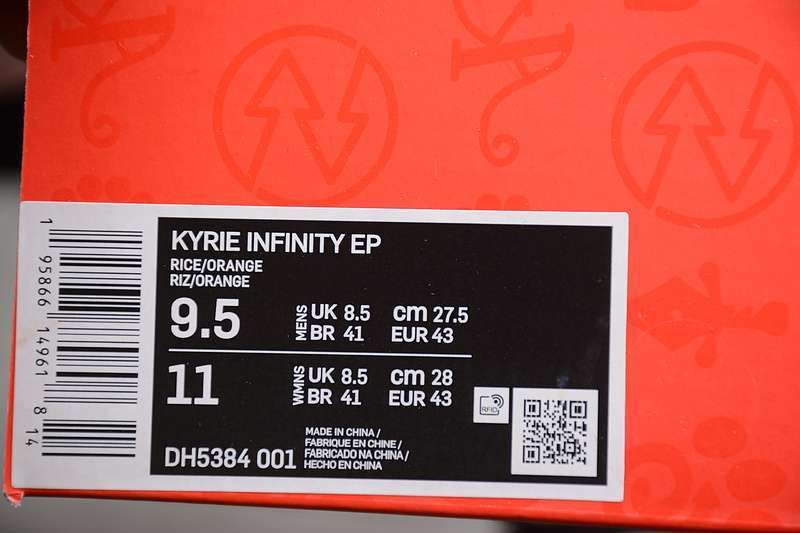 KYRIE INFINITY EP
RICE/ORANGE
RIZ/ORANGE
9.5
MENS
UK 8.5 cm 27.5
BR 41 EUR 43
11
WMNS
UK 8.5 cm 28
BR 41 EUR 43
RFID
DH5384 001
MADE IN CHINA /
FABRIQUE EN CHINE /
FABRICADO NA CHINA /
HECHO EN CHINA
1 95866 14961 8 14